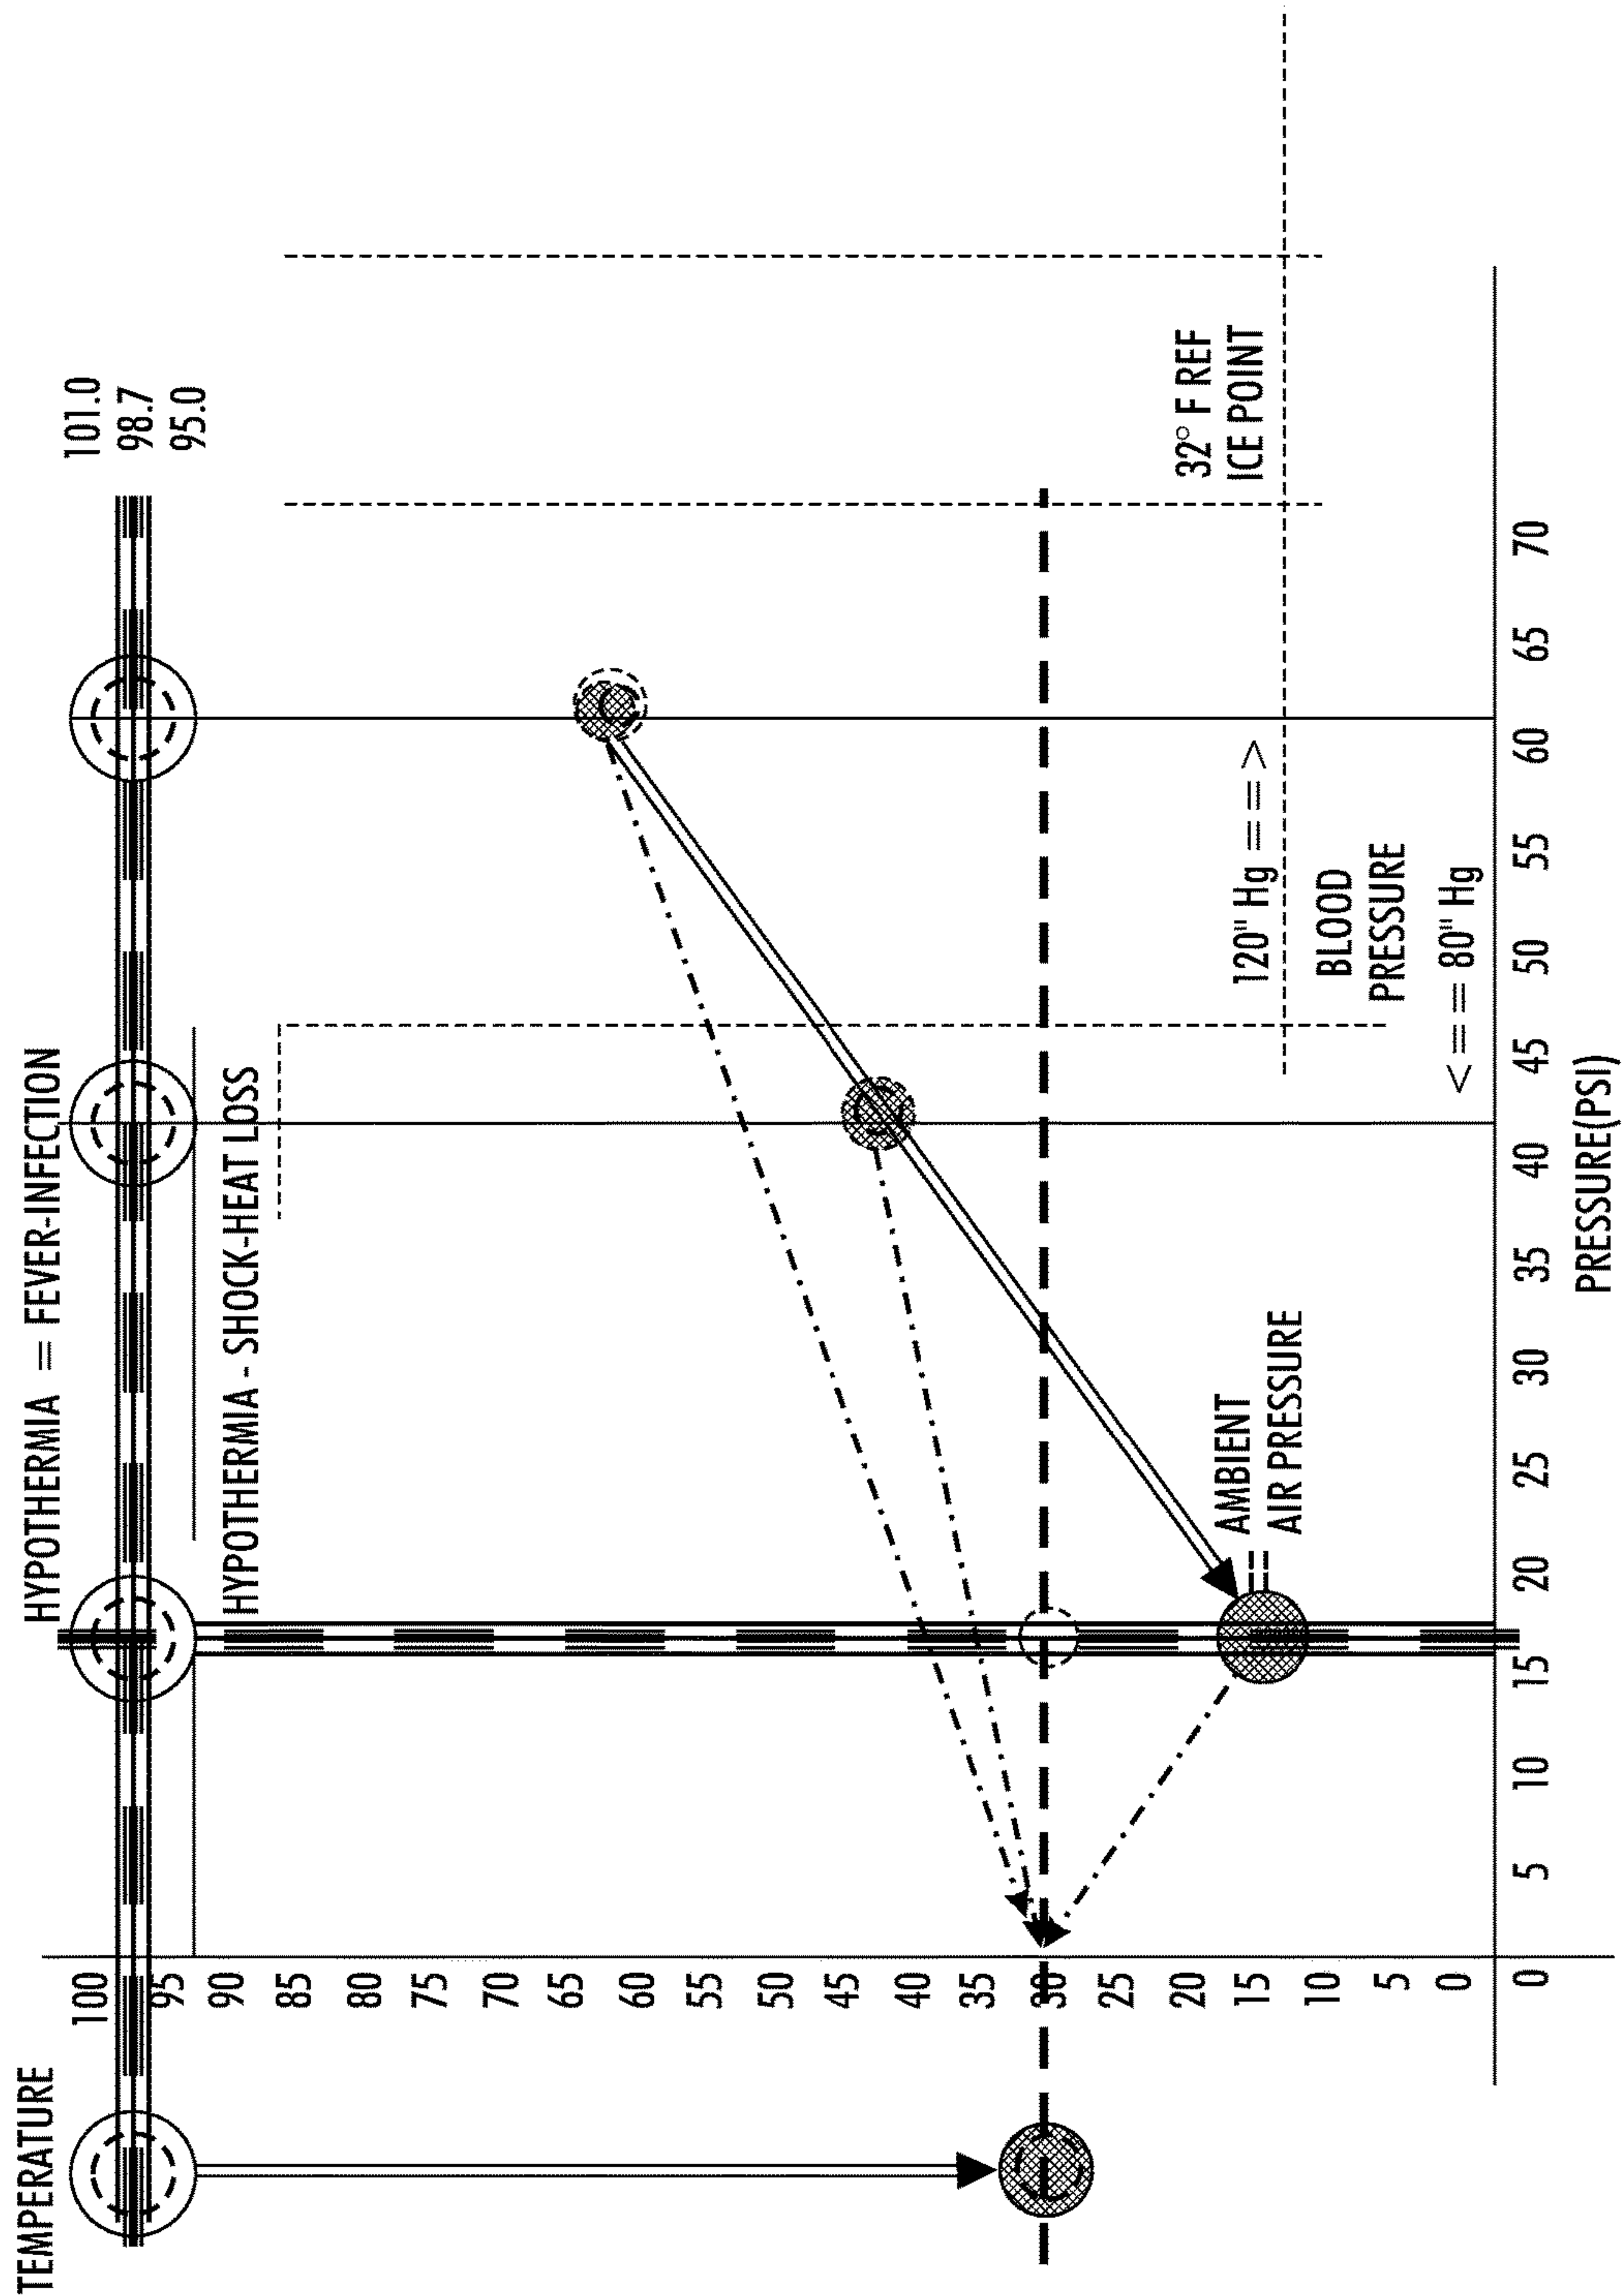 TEMPERATURE
HYPOTHERMIA = FEVER-INFECTION
101.0
98.7
95.0
HYPOTHERMIA - SHOCK-HEAT LOSS
100
95
90
85
80
75
70
65
60
55
50
45
40
35
30
25
20
15
10
5
0
32° F REF
ICE POINT
120" Hg = = >
BLOOD
PRESSURE
< = = 80" Hg
AMBIENT
AIR PRESSURE
0 5 10 15 20 25 30 35 40 45 50 55 60 65 70
PRESSURE(PSI)